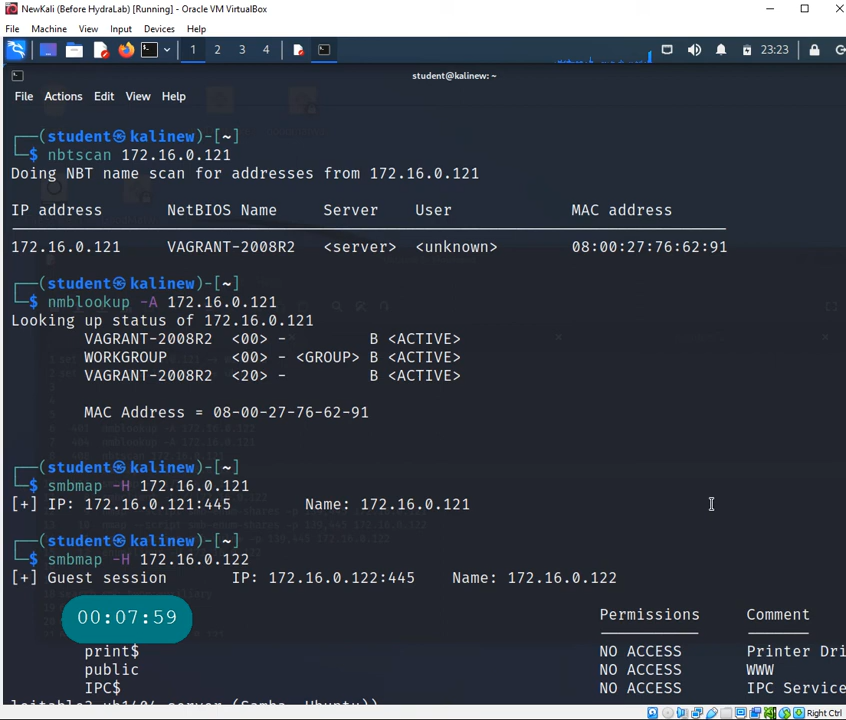 NewKali (Before HydraLab) [Running] - Oracle VM VirtualBox
File Machine View Input Devices Help
1 2 3 4 23:23
student@kalinew: ~
File Actions Edit View Help
┌──(student㉿kalinew)-[~]
└─$ nbtscan 172.16.0.121
Doing NBT name scan for addresses from 172.16.0.121
IP address NetBIOS Name Server User MAC address
172.16.0.121 VAGRANT-2008R2 <server> <unknown> 08:00:27:76:62:91
┌──(student㉿kalinew)-[~]
└─$ nmblookup -A 172.16.0.121
Looking up status of 172.16.0.121
VAGRANT-2008R2 <00> - B <ACTIVE>
WORKGROUP <00> - <GROUP> B <ACTIVE>
VAGRANT-2008R2 <20> - B <ACTIVE>
MAC Address = 08-00-27-76-62-91
┌──(student㉿kalinew)-[~]
└─$ smbmap -H 172.16.0.121
[+] IP: 172.16.0.121:445 Name: 172.16.0.121
┌──(student㉿kalinew)-[~]
└─$ smbmap -H 172.16.0.122
[+] Guest session IP: 172.16.0.122:445 Name: 172.16.0.122
00:07:59
Permissions Comment
print$ NO ACCESS Printer Dri
public NO ACCESS WWW
IPC$ NO ACCESS IPC Service
Right Ctrl